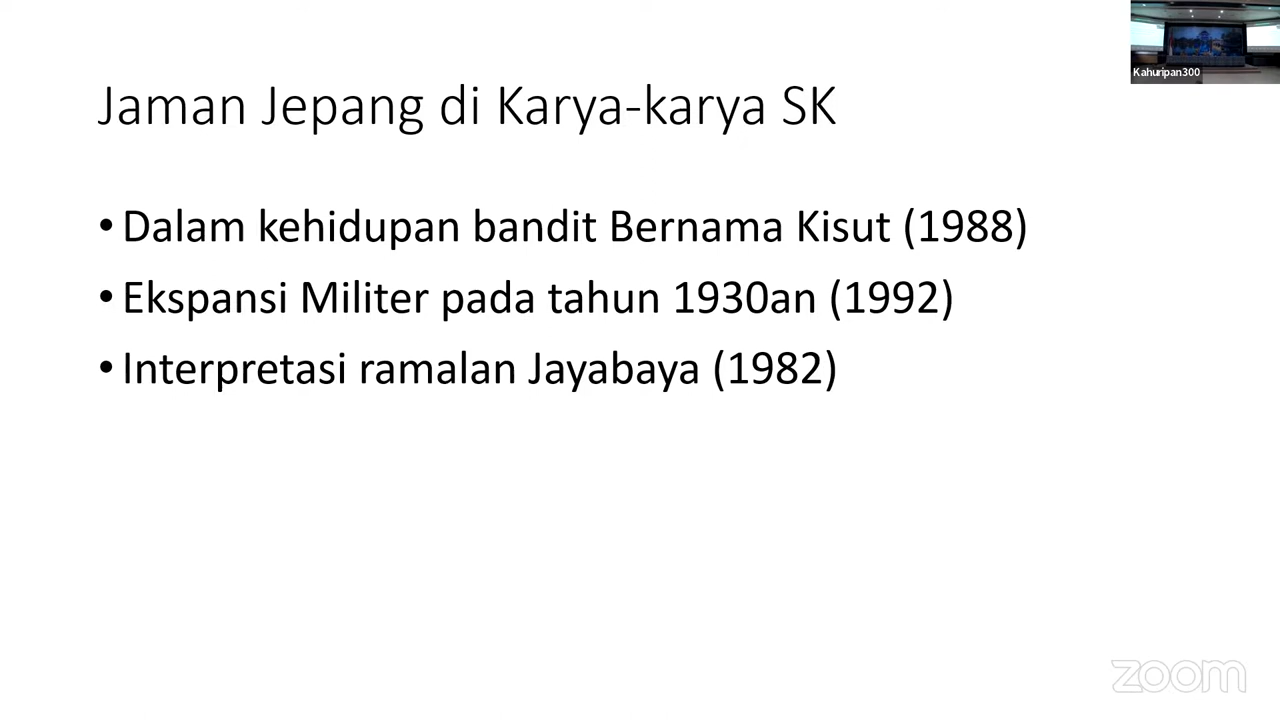 Kahuripan300
Jaman Jepang di Karya-karya SK
• Dalam kehidupan bandit Bernama Kisut (1988)
• Ekspansi Militer pada tahun 1930an (1992)
• Interpretasi ramalan Jayabaya (1982)
zoom